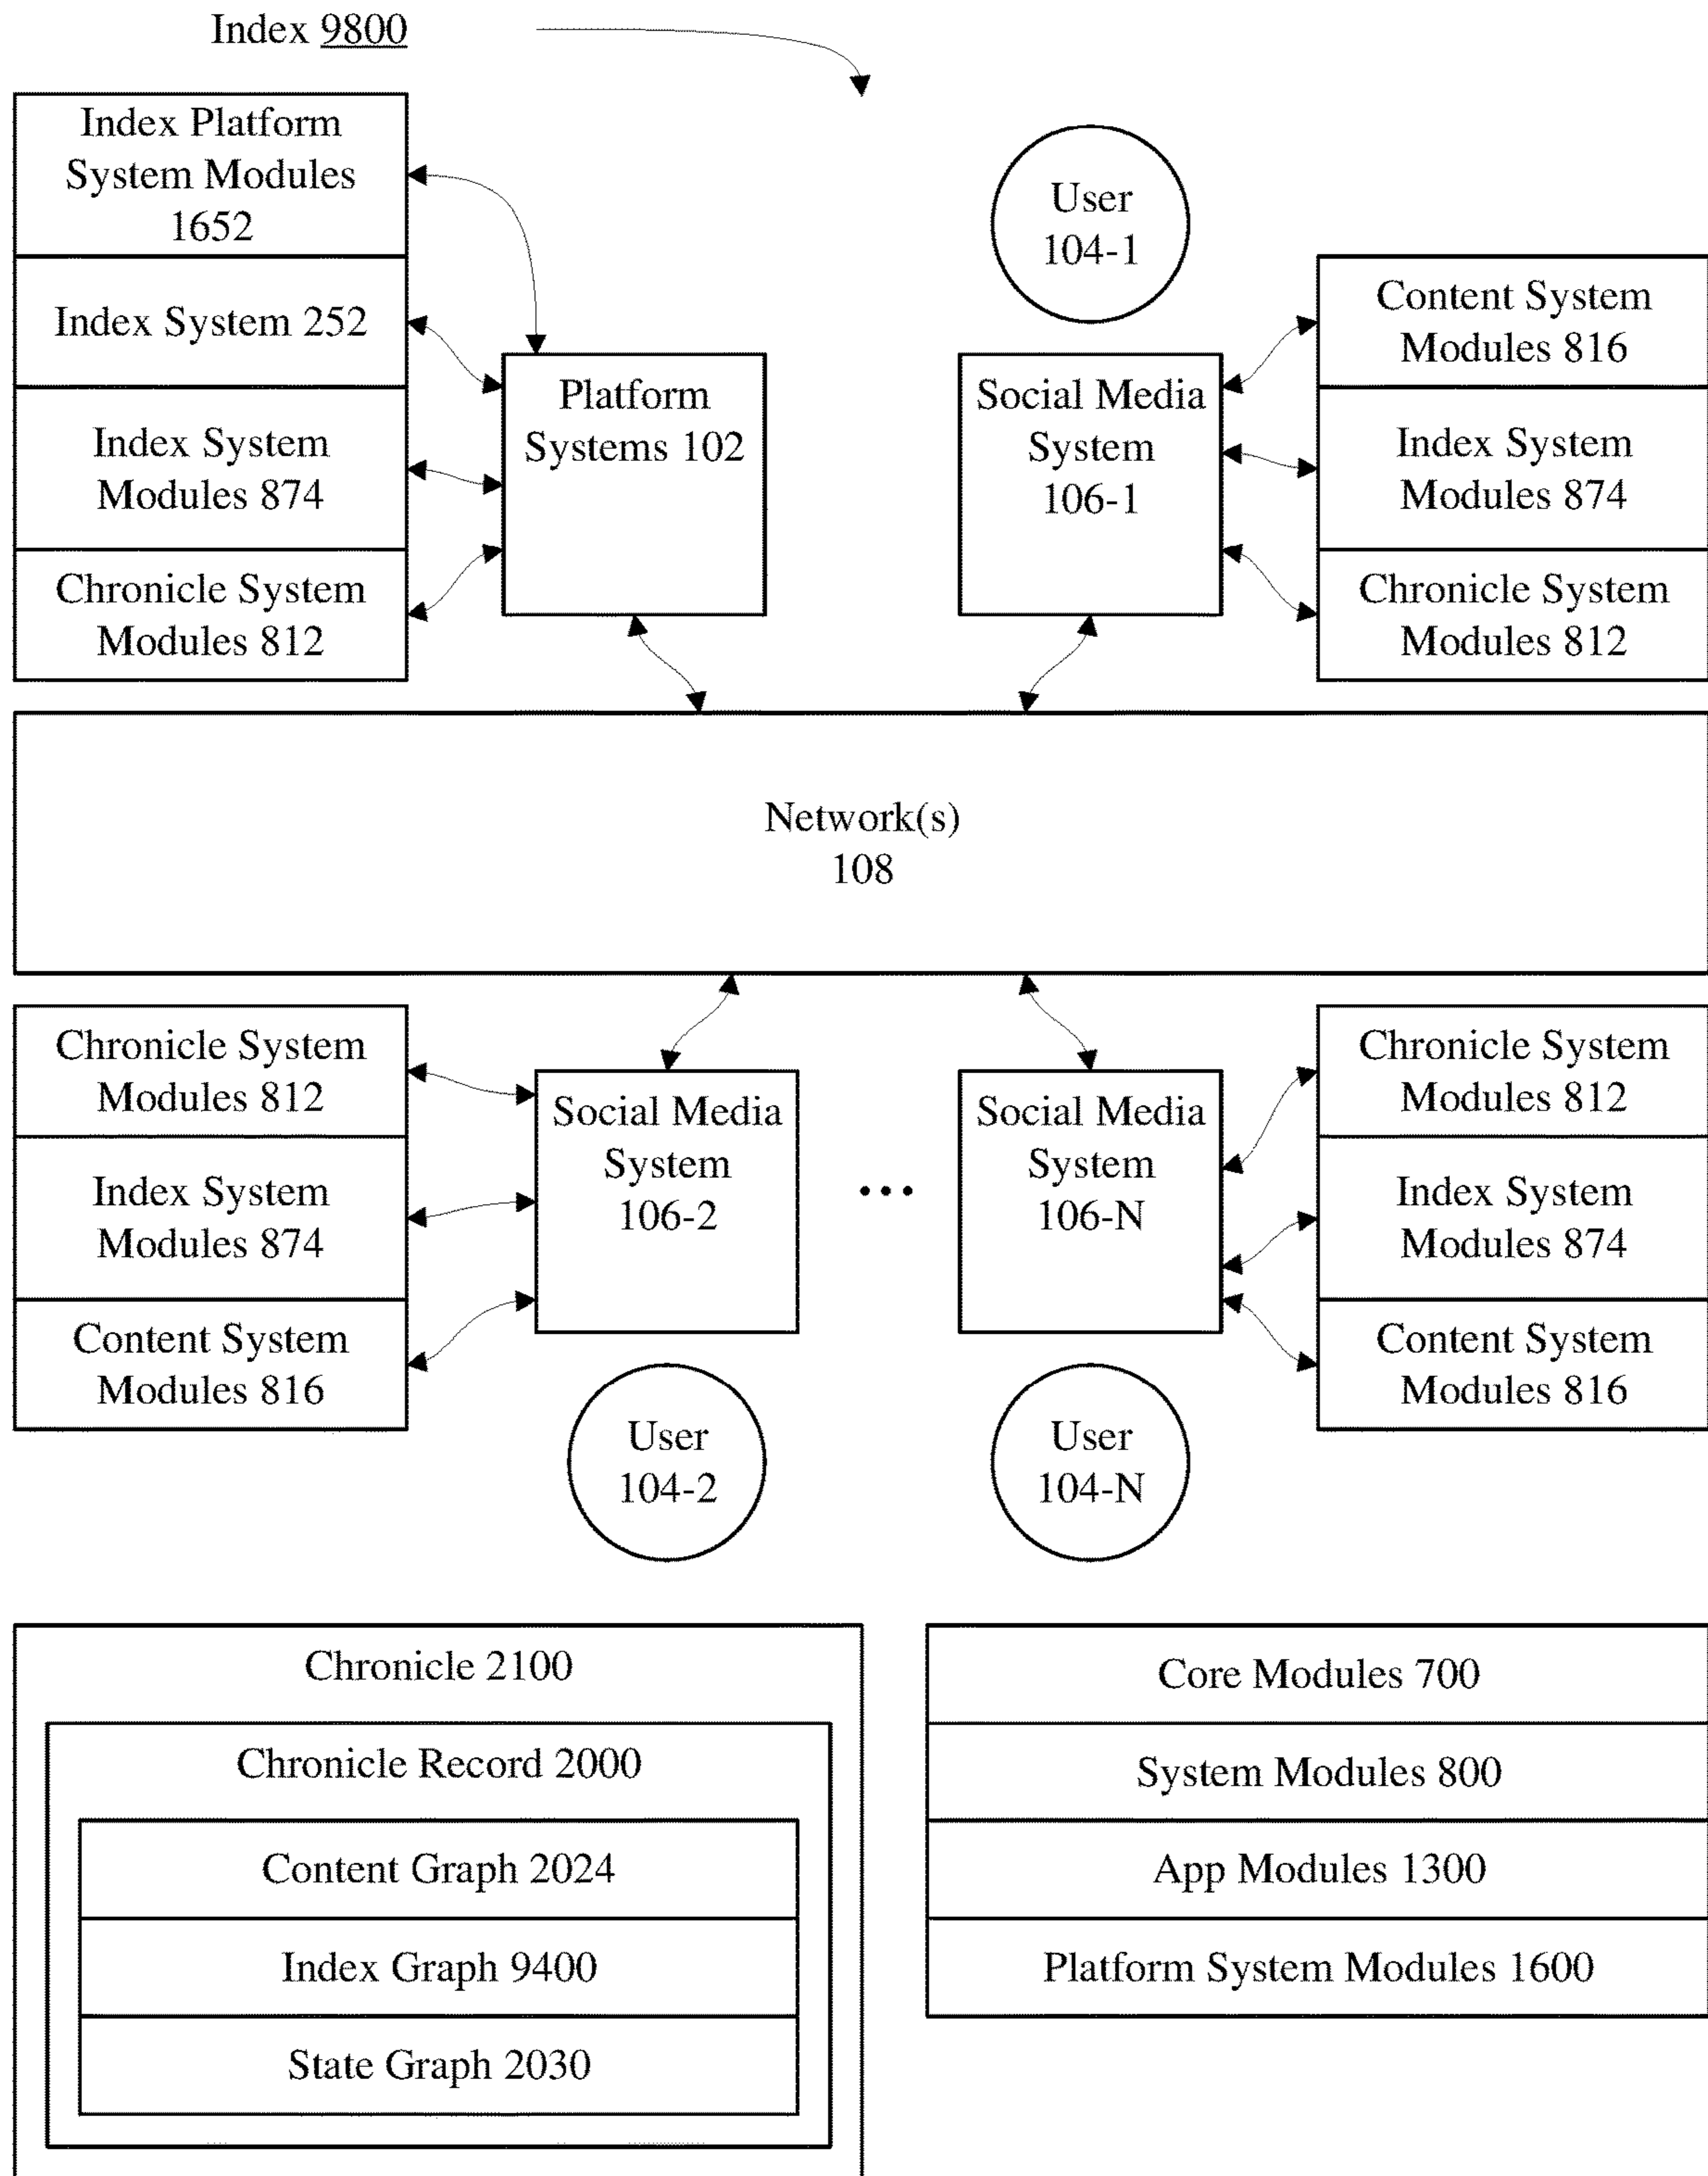 Index 9800
Index Platform
System Modules
1652
Index System 252
Index System
Modules 874
Chronicle System
Modules 812
Platform
Systems 102
User
104-1
Social Media
System
106-1
Content System
Modules 816
Index System
Modules 874
Chronicle System
Modules 812
Network(s)
108
Chronicle System
Modules 812
Index System
Modules 874
Content System
Modules 816
Social Media
System
106-2
•••
Social Media
System
106-N
Chronicle System
Modules 812
Index System
Modules 874
Content System
Modules 816
User
104-2
User
104-N
Chronicle 2100
Chronicle Record 2000
Content Graph 2024
Index Graph 9400
State Graph 2030
Core Modules 700
System Modules 800
App Modules 1300
Platform System Modules 1600